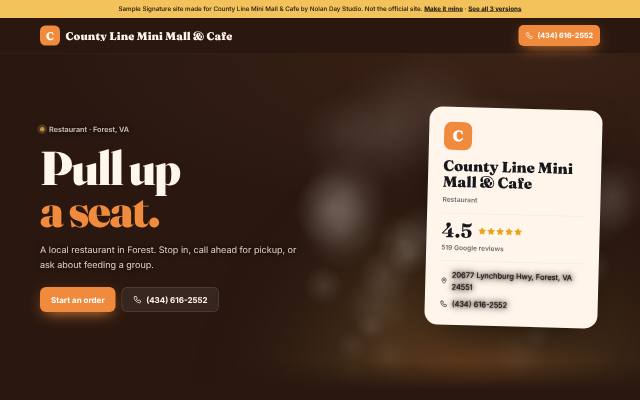 Sample Signature site made for County Line Mini Mall & Cafe by Nolan Day Studio. Not the official site. Make it mine · See all 3 versions
C County Line Mini Mall & Cafe
(434) 616-2552
Restaurant · Forest, VA
Pull up
a seat.
A local restaurant in Forest. Stop in, call ahead for pickup, or
ask about feeding a group.
Start an order
(434) 616-2552
C
County Line Mini
Mall & Cafe
Restaurant
4.5 ★★★★★
519 Google reviews
20677 Lynchburg Hwy, Forest, VA
24551
(434) 616-2552